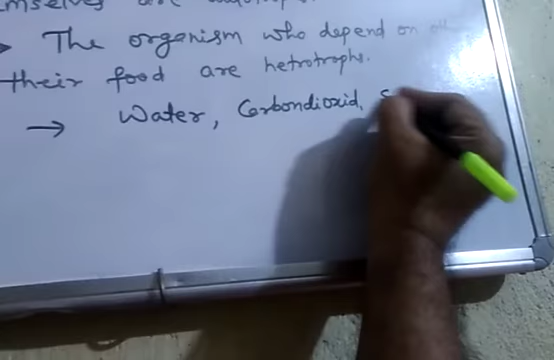 The organism who depend on
their food are hetrotrophs.
→ Water, Carbondioxid, S